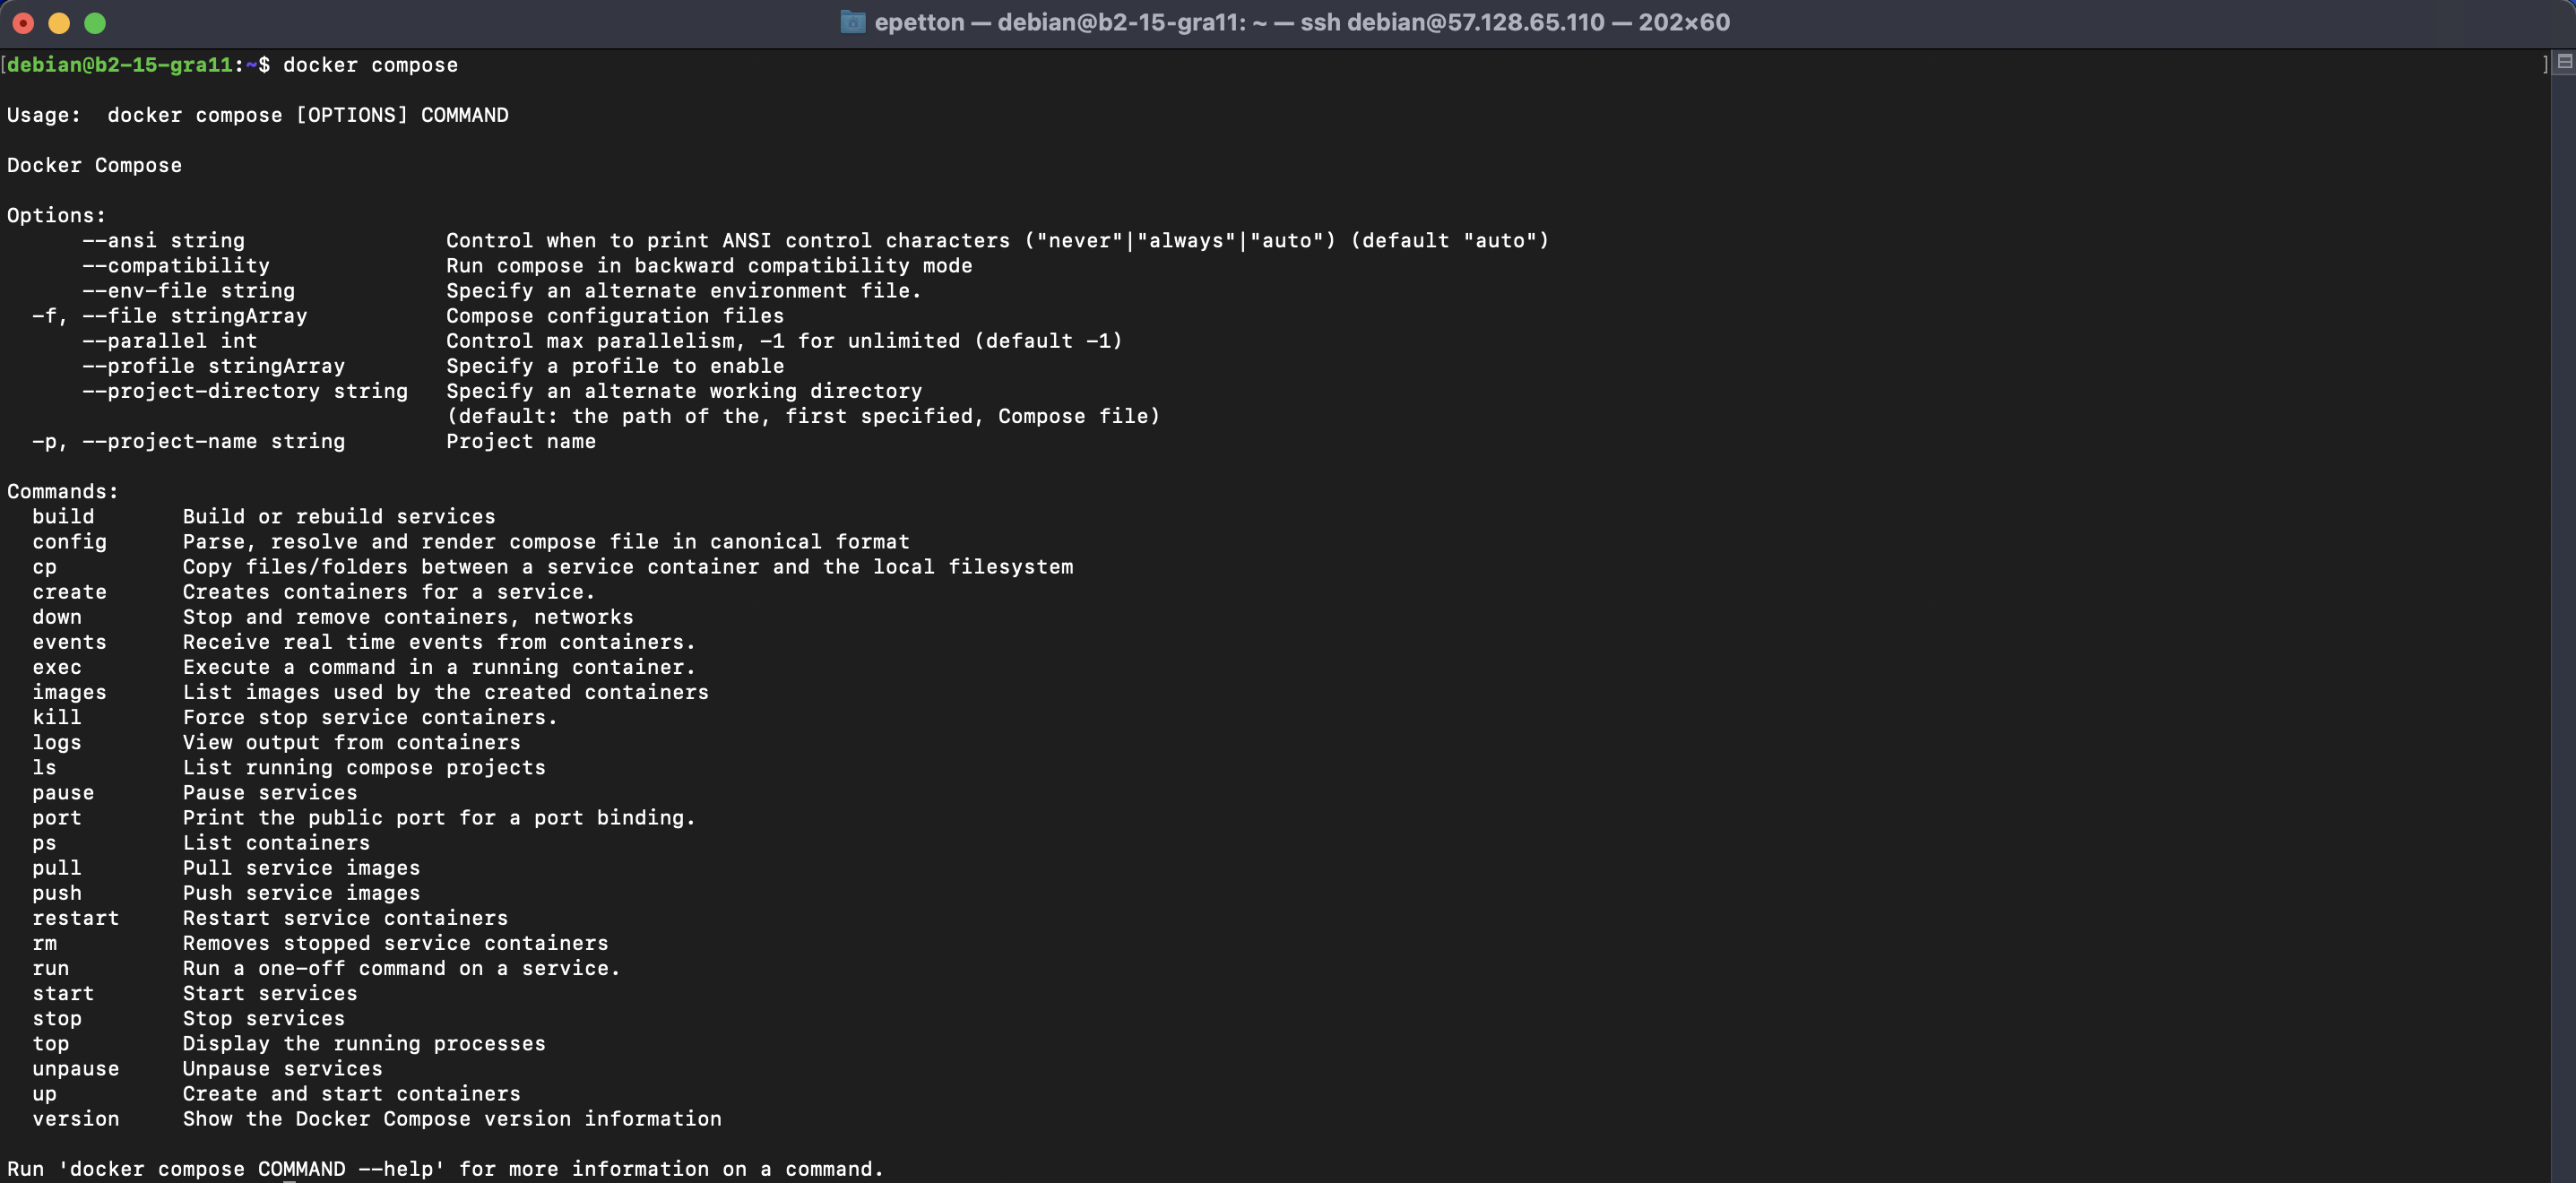 epetton — debian@b2-15-gra11: ~ — ssh debian@57.128.65.110 — 202×60
[debian@b2-15-gra11:~$ docker compose ]
Usage:  docker compose [OPTIONS] COMMAND
Docker Compose
Options:
      --ansi string                Control when to print ANSI control characters ("never"|"always"|"auto") (default "auto")
      --compatibility              Run compose in backward compatibility mode
      --env-file string            Specify an alternate environment file.
  -f, --file stringArray           Compose configuration files
      --parallel int               Control max parallelism, -1 for unlimited (default -1)
      --profile stringArray        Specify a profile to enable
      --project-directory string   Specify an alternate working directory
                                   (default: the path of the, first specified, Compose file)
  -p, --project-name string        Project name
Commands:
  build       Build or rebuild services
  config      Parse, resolve and render compose file in canonical format
  cp          Copy files/folders between a service container and the local filesystem
  create      Creates containers for a service.
  down        Stop and remove containers, networks
  events      Receive real time events from containers.
  exec        Execute a command in a running container.
  images      List images used by the created containers
  kill        Force stop service containers.
  logs        View output from containers
  ls          List running compose projects
  pause       Pause services
  port        Print the public port for a port binding.
  ps          List containers
  pull        Pull service images
  push        Push service images
  restart     Restart service containers
  rm          Removes stopped service containers
  run         Run a one-off command on a service.
  start       Start services
  stop        Stop services
  top         Display the running processes
  unpause     Unpause services
  up          Create and start containers
  version     Show the Docker Compose version information
Run 'docker compose COMMAND --help' for more information on a command.